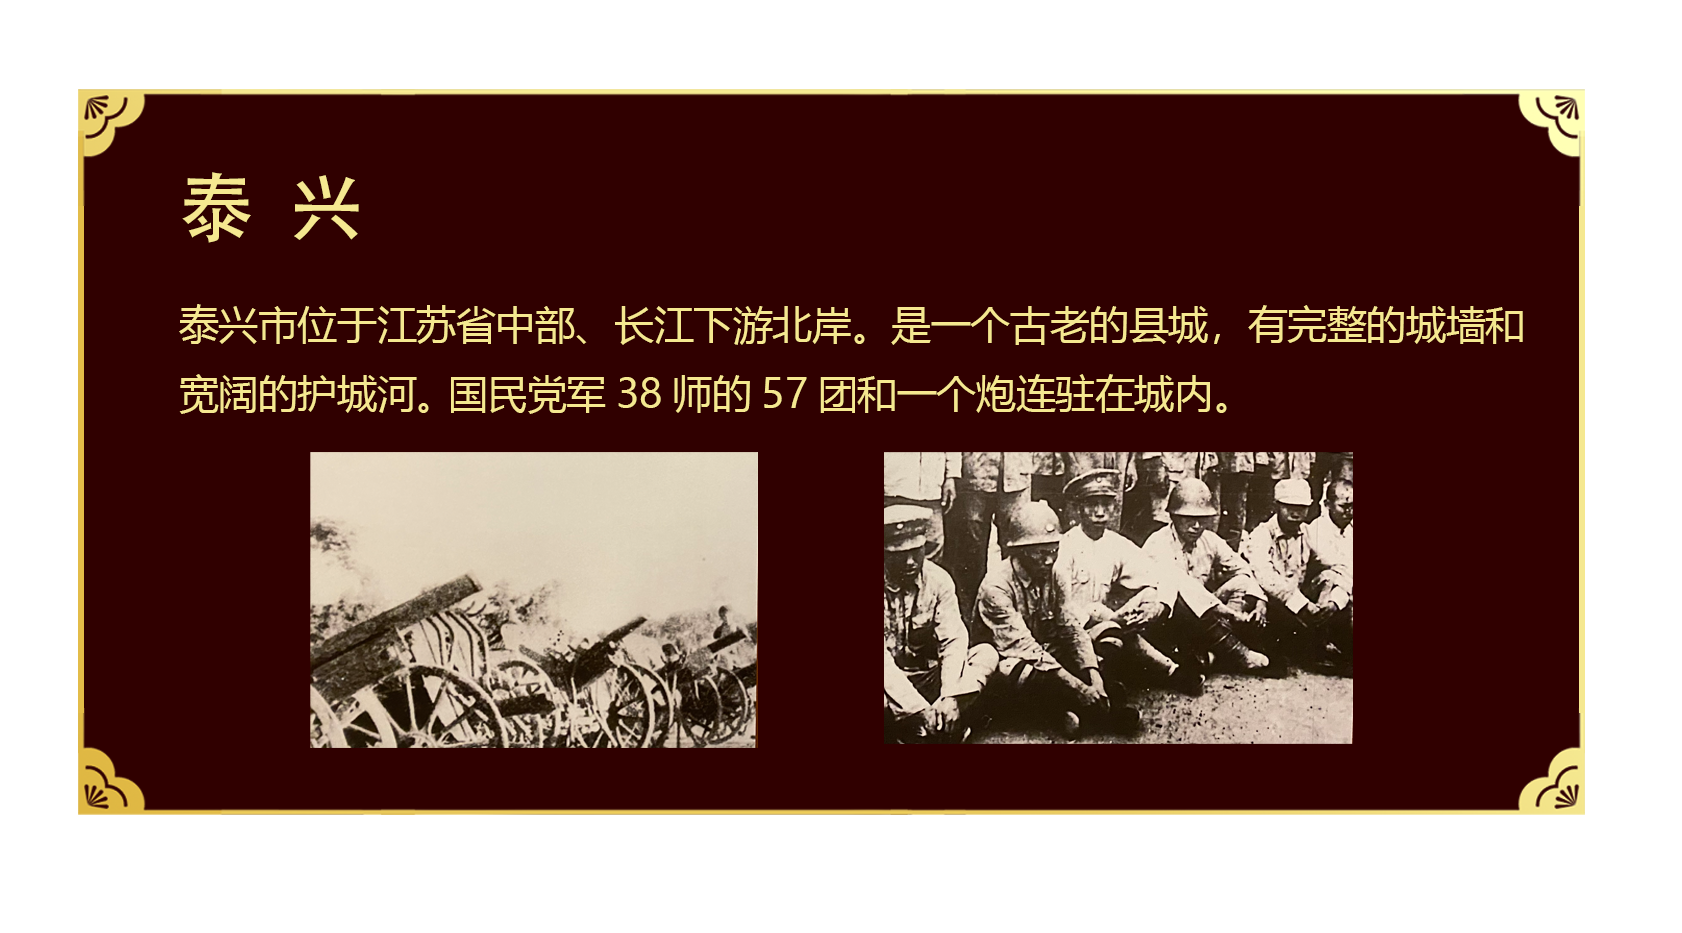 泰 兴
泰兴市位于江苏省中部、长江下游北岸。是一个古老的县城，有完整的城墙和
宽阔的护城河。国民党军 38 师的 57 团和一个炮连驻在城内。